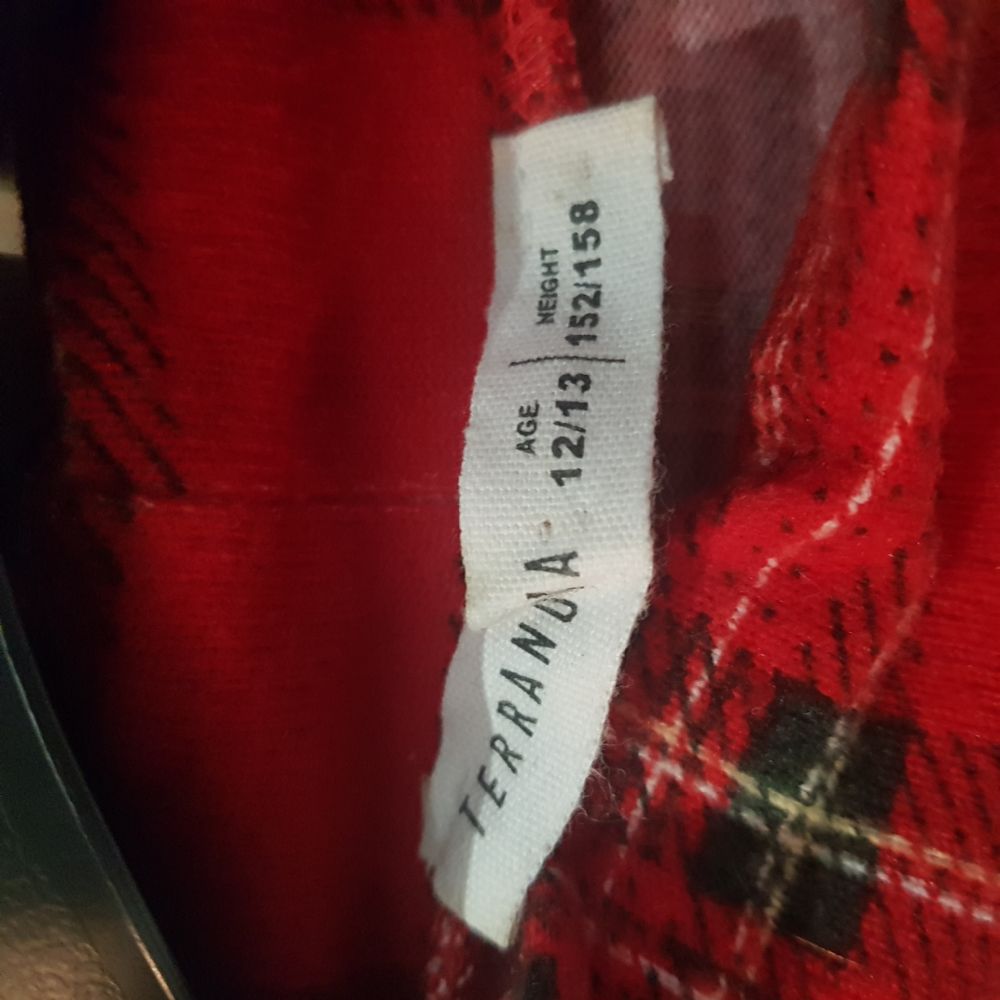 TERRANOVA
AGE HEIGHT
12/13 152/158